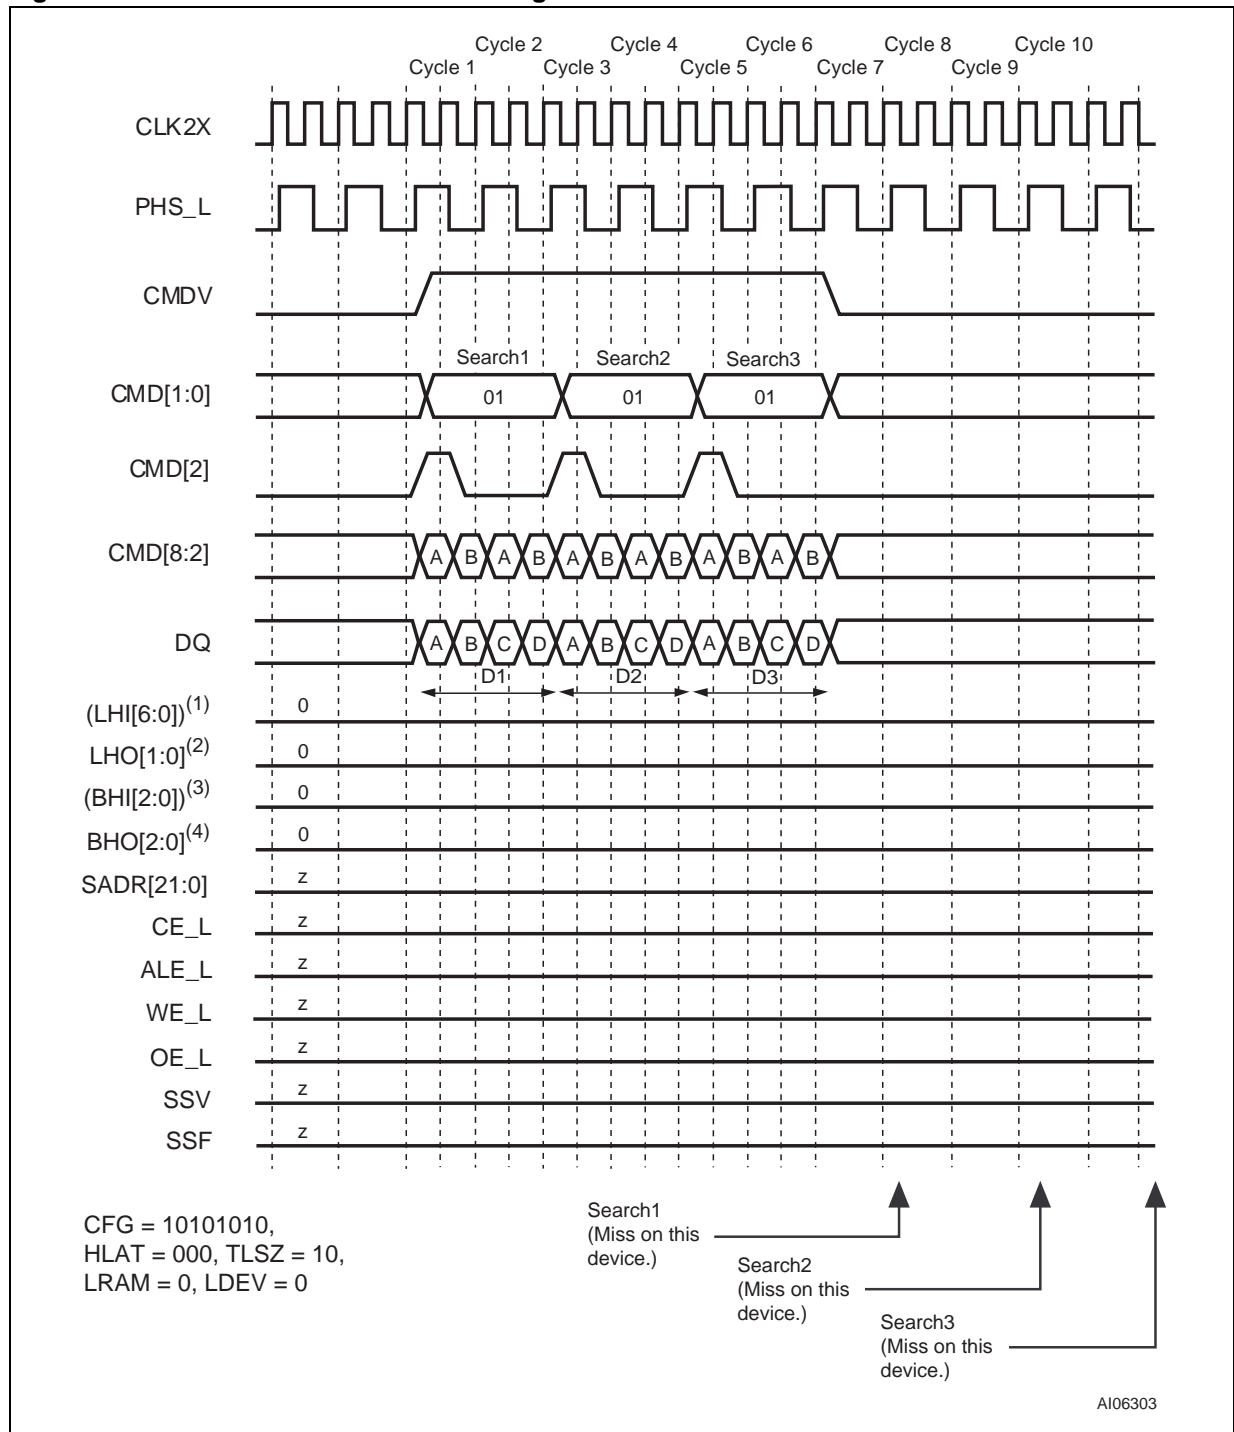 Cycle 2 Cycle 4 Cycle 6 Cycle 8 Cycle 10
Cycle 1 Cycle 3 Cycle 5 Cycle 7 Cycle 9
CLK2X
PHS_L
CMDV
Search1 Search2 Search3
CMD[1:0] 01 01 01
CMD[2]
CMD[8:2] A B A B A B A B A B A B
DQ A B C D A B C D A B C D
D1 D2 D3
(LHI[6:0])(1) 0
LHO[1:0](2) 0
(BHI[2:0])(3) 0
BHO[2:0](4) 0
SADR[21:0] z
CE_L z
ALE_L z
WE_L z
OE_L z
SSV z
SSF z
CFG = 10101010,
HLAT = 000, TLSZ = 10,
LRAM = 0, LDEV = 0
Search1
(Miss on this
device.)
Search2
(Miss on this
device.)
Search3
(Miss on this
device.)
AI06303